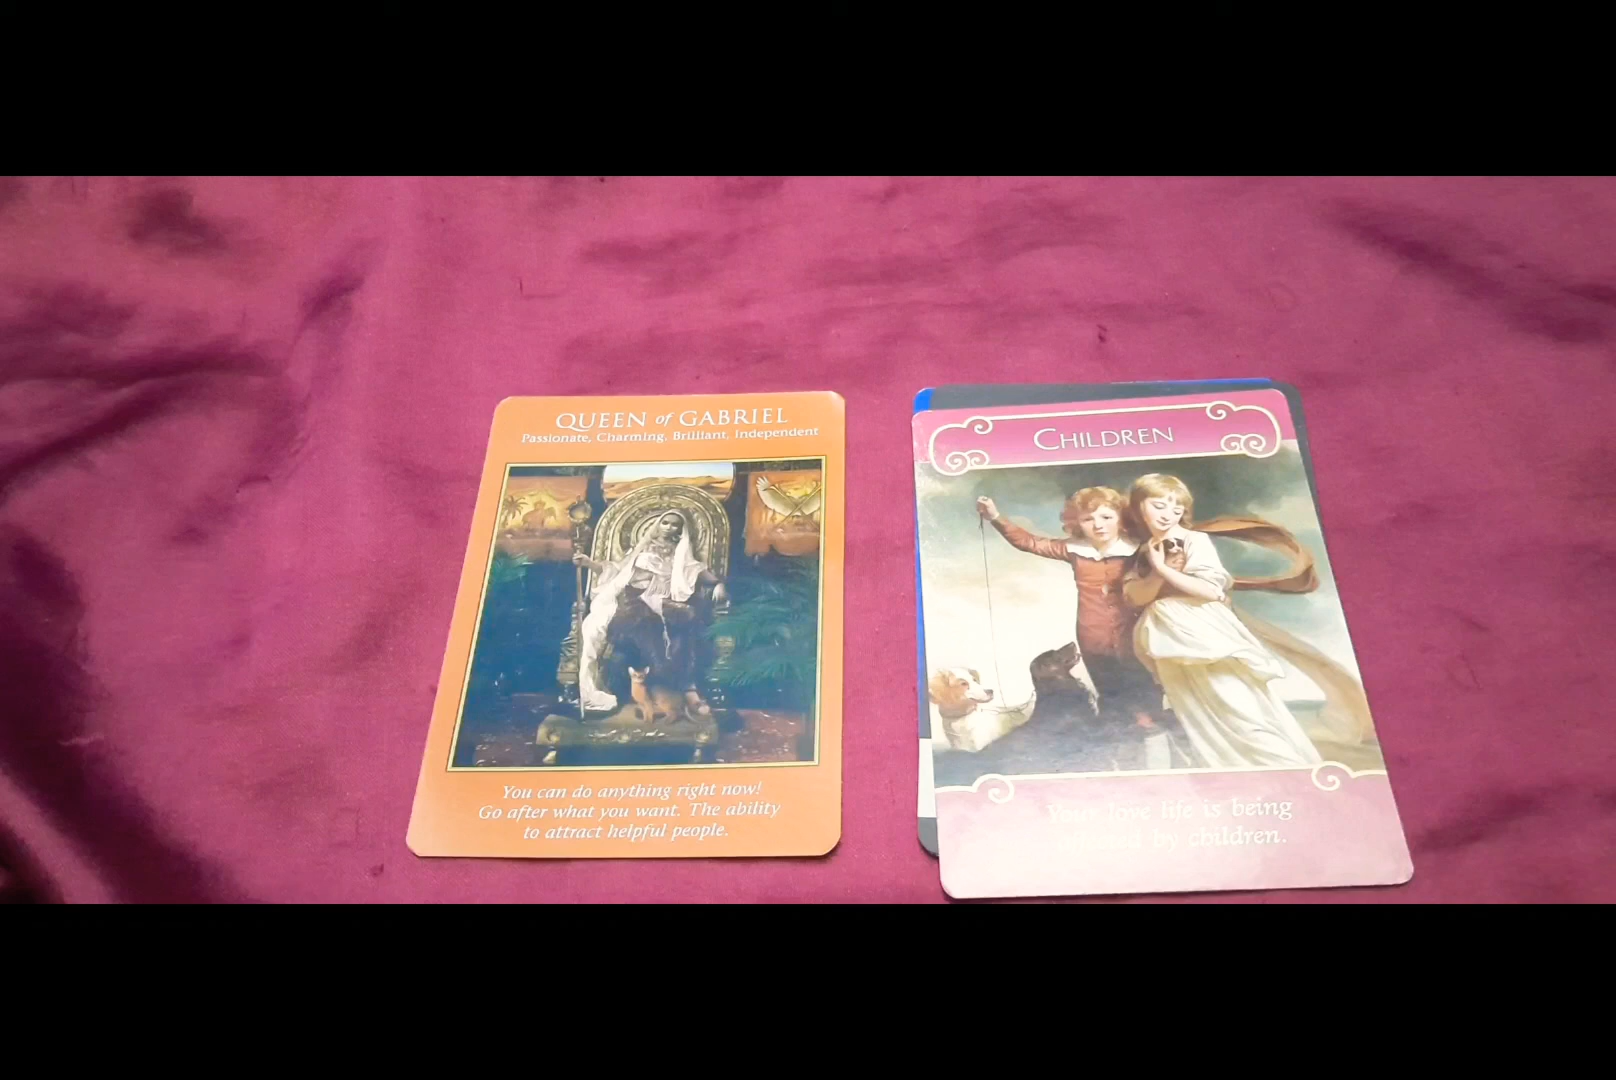 QUEEN of GABRIEL
Passionate, Charming, Brilliant, Independent
You can do anything right now!
Go after what you want. The ability
to attract helpful people.
CHILDREN
Your love life is being
by children.